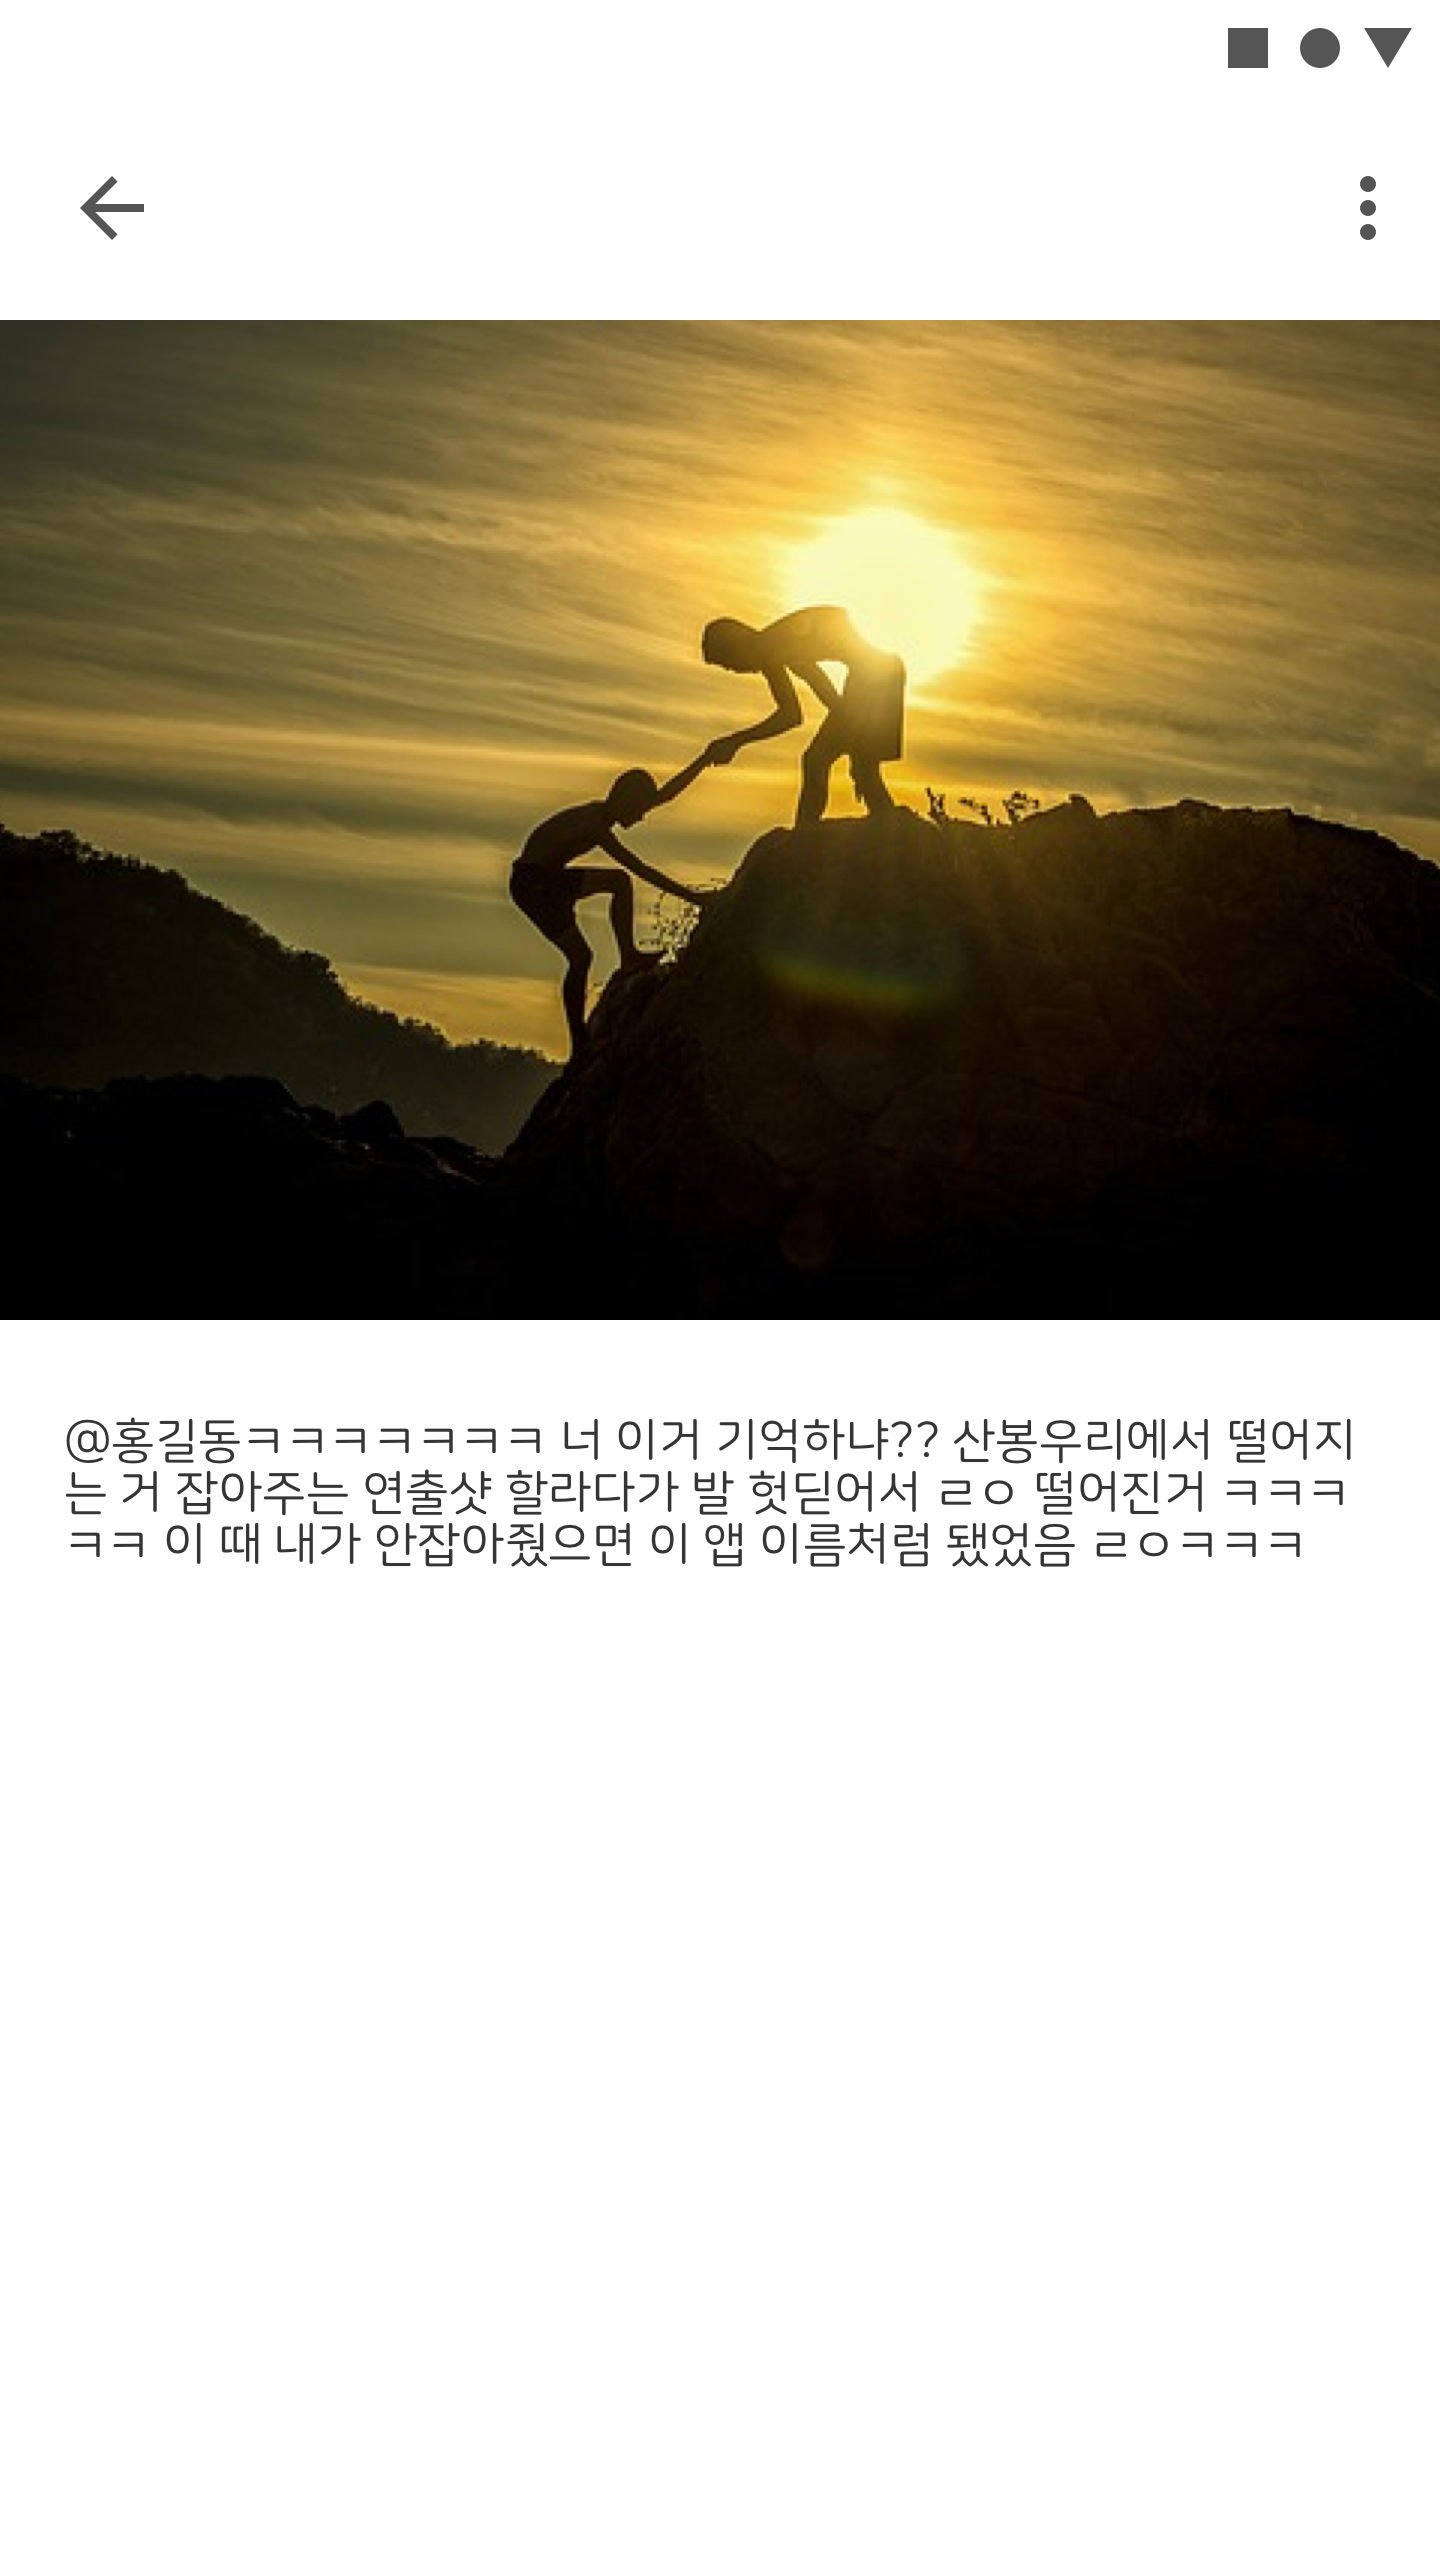 @홍길동ㅋㅋㅋㅋㅋㅋㅋ 너 이거 기억하냐?? 산봉우리에서 떨어지
는 거 잡아주는 연출샷 할라다가 발 헛딛어서 ㄹㅇ 떨어진거 ㅋㅋㅋ
ㅋㅋ 이 때 내가 안잡아줬으면 이 앱 이름처럼 됐었음 ㄹㅇㅋㅋㅋ